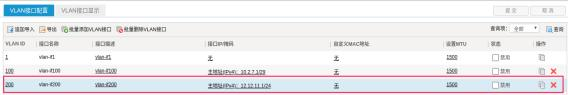 VLAN接口配置 VLAN接口显示
提 交 取 消
追加导入 导出 批量添加VLAN接口 批量删除VLAN接口 查询项: 全部 查询
VLAN ID 接口名称 接口描述 接口IP/掩码 自定义MAC地址 设置MTU 状态 操作
1 vlan-if1 vlan-if1 无 无 1500 禁用
100 vlan-if100 vlan-if100 主地址(IPv4): 10.2.7.1/29 无 1500 禁用
200 vlan-if200 vlan-if200 主地址(IPv4): 12.12.11.1/24 无 1500 禁用